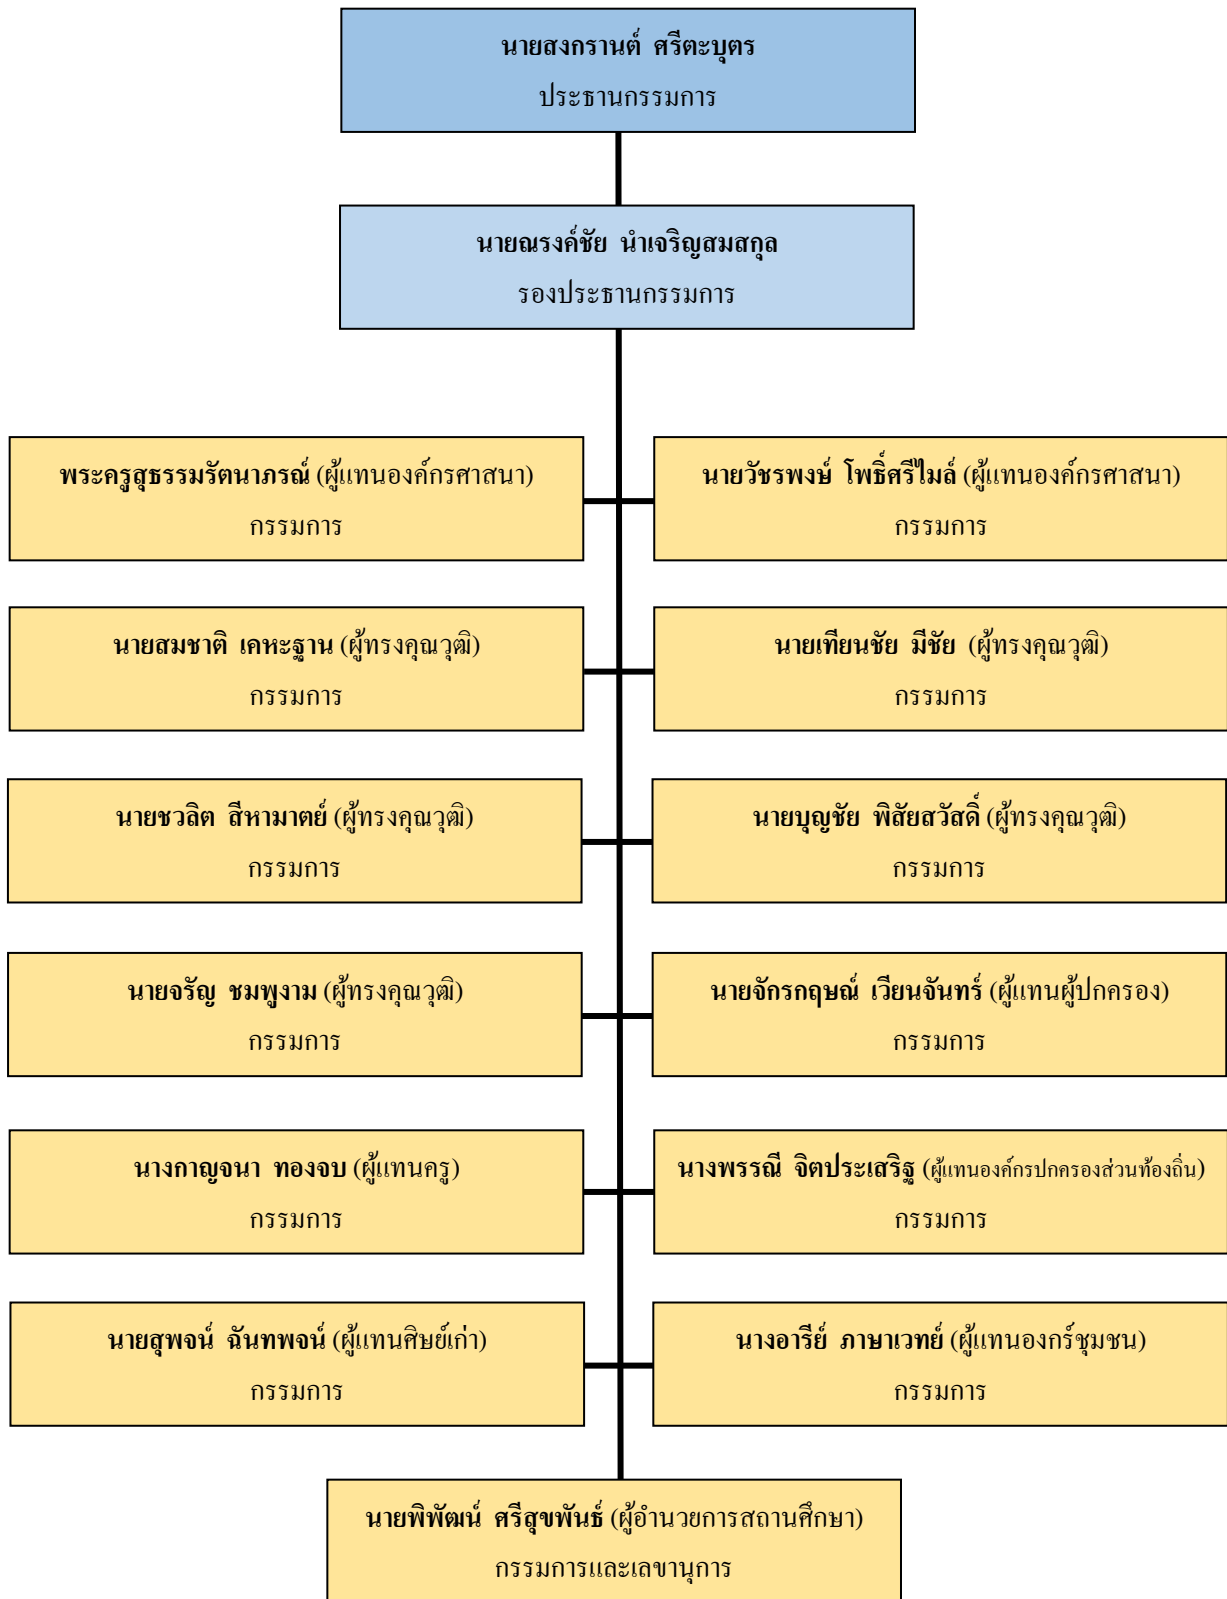 นายสงกรานต์ ศรีตะบุตร
ประธานกรรมการ
นายณรงค์ชัย นำเจริญสมสกุล
รองประธานกรรมการ
พระครูสุธรรมรัตนาภรณ์ (ผู้แทนองค์กรศาสนา)
กรรมการ
นายวัชรพงษ์ โพธิ์ศรีไมล์ (ผู้แทนองค์กรศาสนา)
กรรมการ
นายสมชาติ เคหะฐาน (ผู้ทรงคุณวุฒิ)
กรรมการ
นายเทียนชัย มีชัย (ผู้ทรงคุณวุฒิ)
กรรมการ
นายชวลิต สีหามาตย์ (ผู้ทรงคุณวุฒิ)
กรรมการ
นายบุญชัย พิสัยสวัสดิ์ (ผู้ทรงคุณวุฒิ)
กรรมการ
นายจรัญ ชมพูงาม (ผู้ทรงคุณวุฒิ)
กรรมการ
นายจักรกฤษณ์ เวียนจันทร์ (ผู้แทนผู้ปกครอง)
กรรมการ
นางกาญจนา ทองจบ (ผู้แทนครู)
กรรมการ
นางพรรณี จิตประเสริฐ (ผู้แทนองค์กรปกครองส่วนท้องถิ่น)
กรรมการ
นายสุพจน์ ฉันทพจน์ (ผู้แทนศิษย์เก่า)
กรรมการ
นางอารีย์ ภาษาเวทย์ (ผู้แทนองกร์ชุมชน)
กรรมการ
นายพิพัฒน์ ศรีสุขพันธ์ (ผู้อำนวยการสถานศึกษา)
กรรมการและเลขานุการ